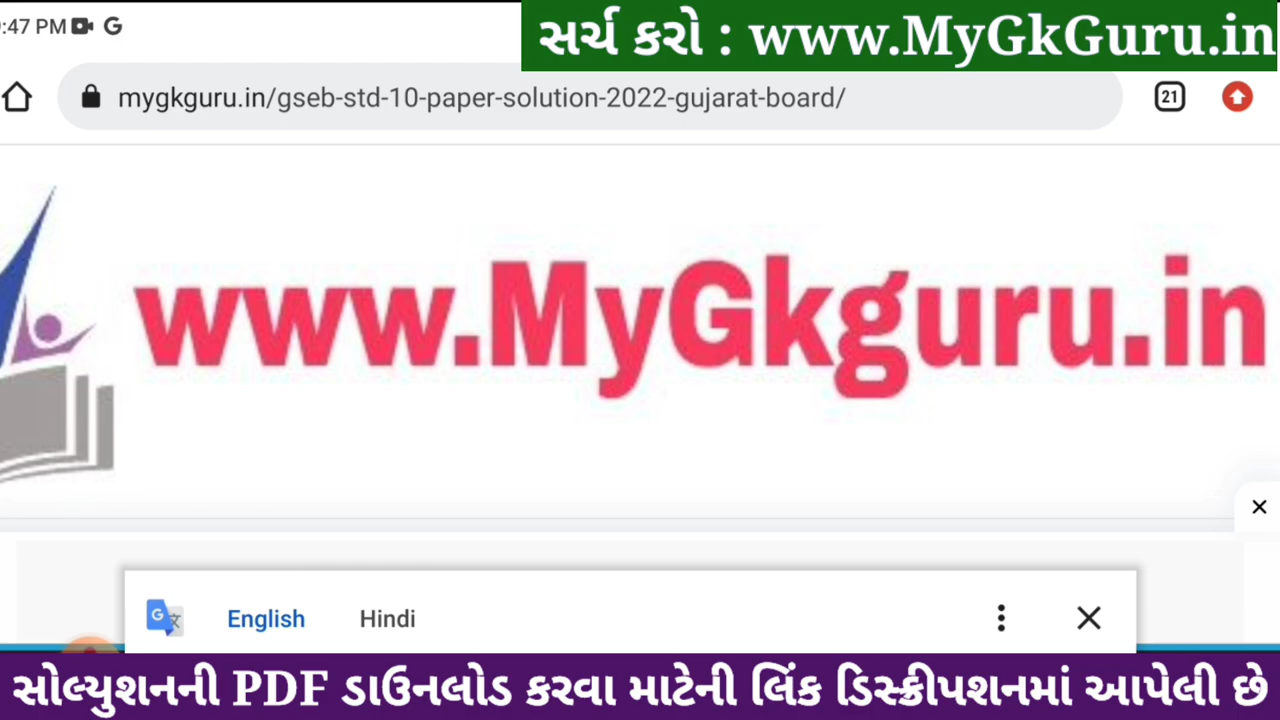 :47 PM
સર્ચ કરો : www.MyGkGuru.in
mygkguru.in/gseb-std-10-paper-solution-2022-gujarat-board/
21
www.MyGkguru.in
English Hindi
સોલ્યુશનની PDF ડાઉનલોડ કરવા માટેની લિંક ડિસ્ક્રીપશનમાં આપેલી છે